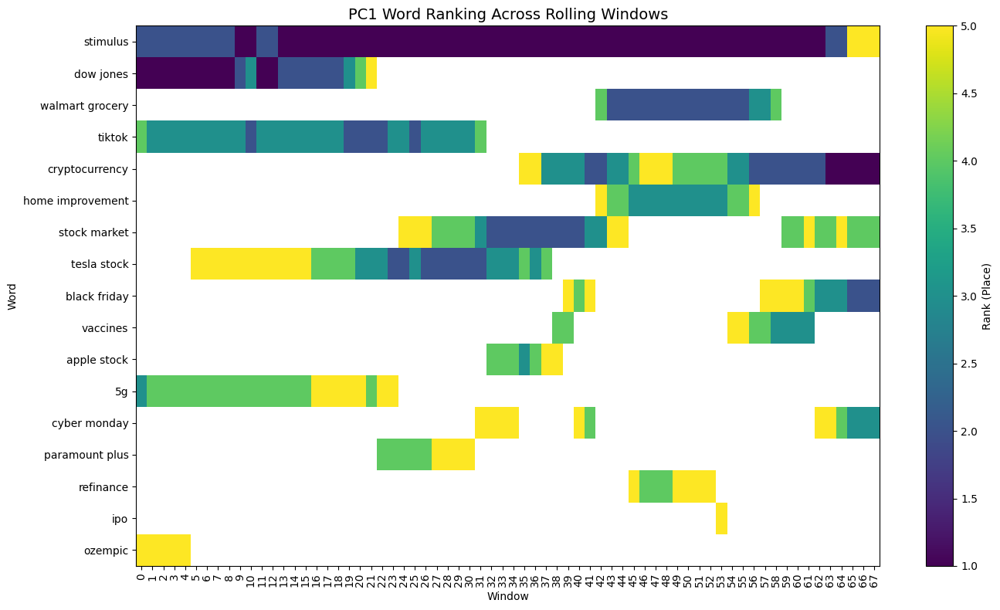 PC1 Word Ranking Across Rolling Windows
stimulus
dow jones
walmart grocery
tiktok
cryptocurrency
home improvement
stock market
tesla stock
black friday
vaccines
apple stock
5g
cyber monday
paramount plus
refinance
ipo
ozempic
Word
0 1 2 3 4 5 6 7 8 9 10 11 12 13 14 15 16 17 18 19 20 21 22 23 24 25 26 27 28 29 30 31 32 33 34 35 36 37 38 39 40 41 42 43 44 45 46 47 48 49 50 51 52 53 54 55 56 57 58 59 60 61 62 63 64 65 66 67
Window
5.0
4.5
4.0
3.5
3.0
2.5
2.0
1.5
1.0
Rank (Place)